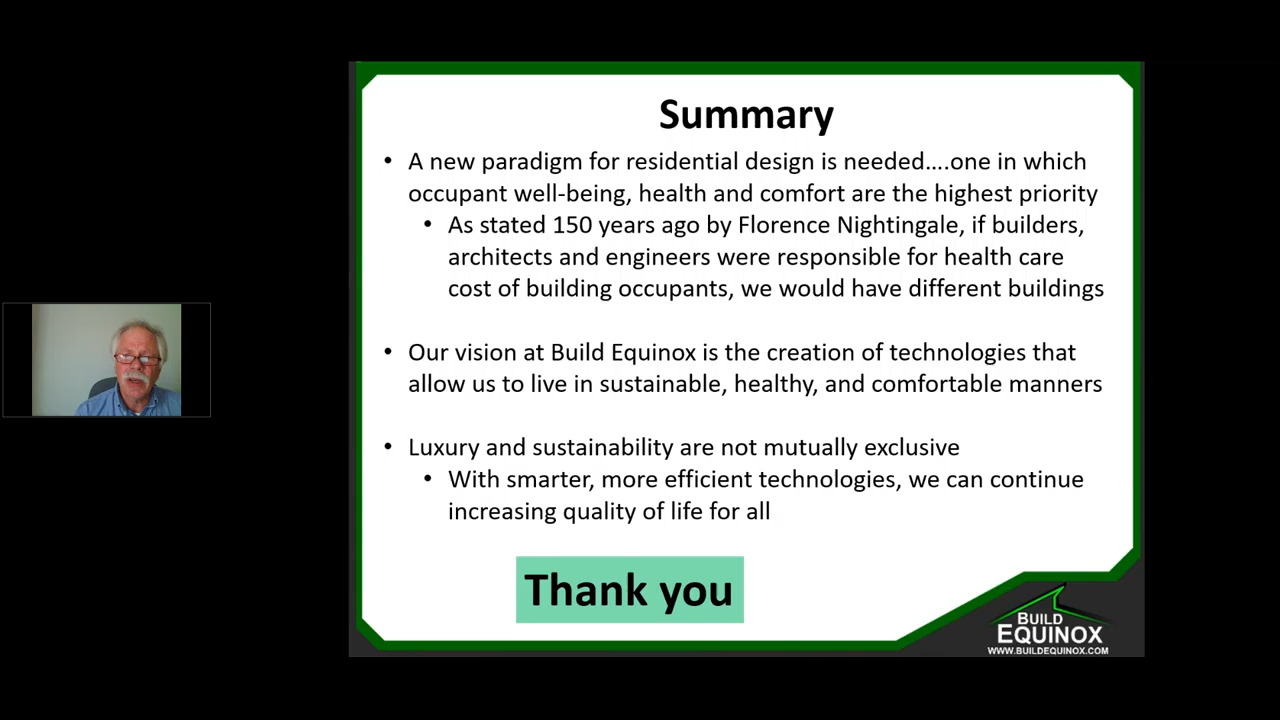 Summary
• A new paradigm for residential design is needed....one in which
occupant well-being, health and comfort are the highest priority
• As stated 150 years ago by Florence Nightingale, if builders,
architects and engineers were responsible for health care
cost of building occupants, we would have different buildings
• Our vision at Build Equinox is the creation of technologies that
allow us to live in sustainable, healthy, and comfortable manners
• Luxury and sustainability are not mutually exclusive
• With smarter, more efficient technologies, we can continue
increasing quality of life for all
Thank you
BUILD
EQUINOX
WWW.BUILDEQUINOX.COM